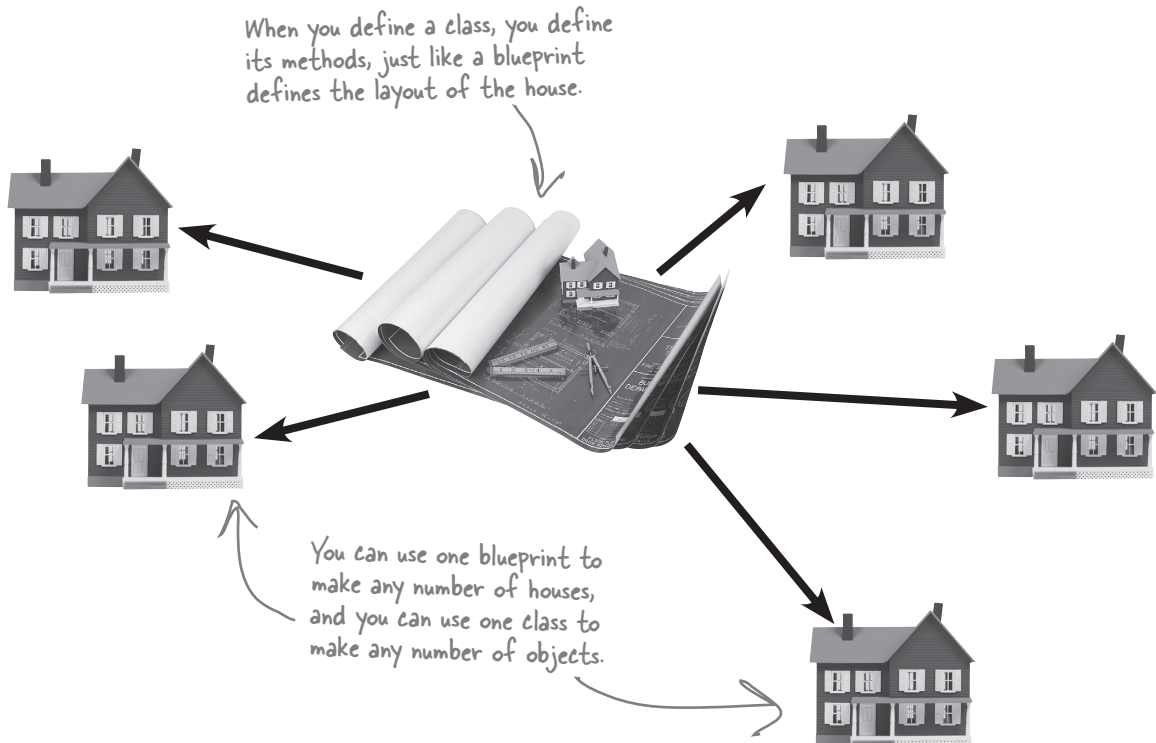 When you define a class, you define
its methods, just like a blueprint
defines the layout of the house.
You can use one blueprint to
make any number of houses,
and you can use one class to
make any number of objects.